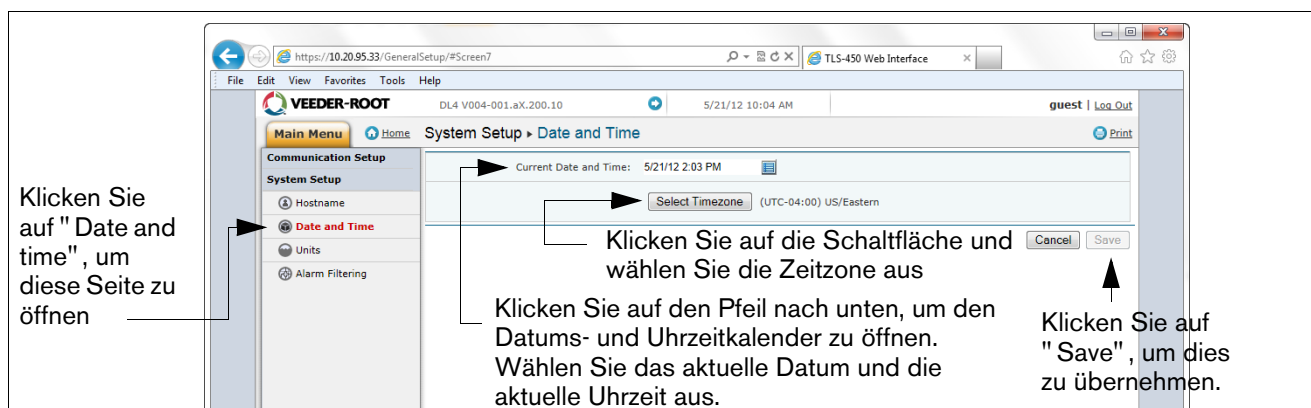 https://10.20.95.33/GeneralSetup/#Screen7
TLS-450 Web Interface
File Edit View Favorites Tools Help
VEEDER-ROOT
DL4 V004-001.aX.200.10
5/21/12 10:04 AM
guest | Log Out
Main Menu
Home
System Setup ▸ Date and Time
Print
Communication Setup
System Setup
Hostname
Date and Time
Units
Alarm Filtering
Current Date and Time: 5/21/12 2:03 PM
Select Timezone (UTC-04:00) US/Eastern
Cancel Save
Klicken Sie
auf "Date and
time", um
diese Seite zu
öffnen
Klicken Sie auf die Schaltfläche und
wählen Sie die Zeitzone aus
Klicken Sie auf den Pfeil nach unten, um den
Datums- und Uhrzeitkalender zu öffnen.
Wählen Sie das aktuelle Datum und die
aktuelle Uhrzeit aus.
Klicken Sie auf
"Save", um dies
zu übernehmen.